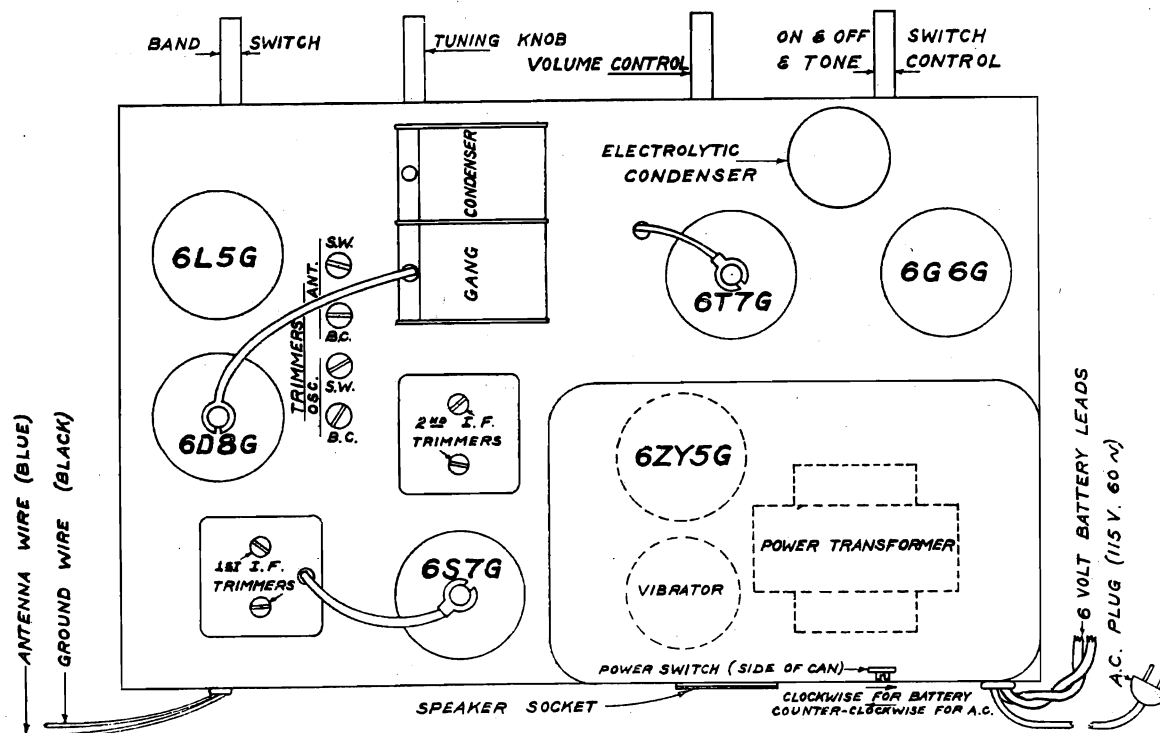 BAND SWITCH
TUNING KNOB
VOLUME CONTROL
ON & OFF SWITCH
& TONE CONTROL
ELECTROLYTIC
CONDENSER
CONDENSER
GANG
6L5G
S.W.
ANT.
B.C.
TRIMMERS
OSC.
S.W.
B.C.
6T7G
6G6G
6D8G
2ND I.F.
TRIMMERS
6ZY5G
POWER TRANSFORMER
VIBRATOR
1ST I.F.
TRIMMERS
6S7G
ANTENNA WIRE (BLUE)
GROUND WIRE (BLACK)
6 VOLT BATTERY LEADS
A.C. PLUG (115 V. 60 ~)
POWER SWITCH (SIDE OF CAN)
SPEAKER SOCKET
CLOCKWISE FOR BATTERY
COUNTER-CLOCKWISE FOR A.C.